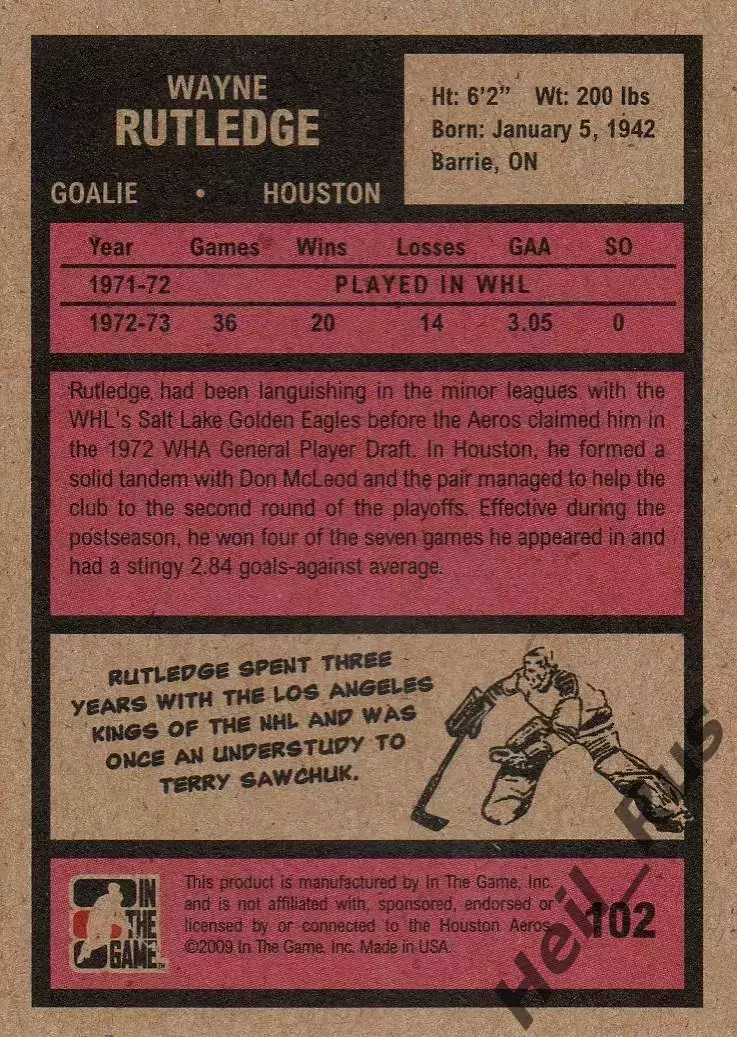 WAYNE
RUTLEDGE
GOALIE • HOUSTON
Ht: 6'2" Wt: 200 lbs
Born: January 5, 1942
Barrie, ON
Year Games Wins Losses GAA SO
1971-72 PLAYED IN WHL
1972-73 36 20 14 3.05 0
Rutledge had been languishing in the minor leagues with the
WHL's Salt Lake Golden Eagles before the Aeros claimed him in
the 1972 WHA General Player Draft. In Houston, he formed a
solid tandem with Don McLeod and the pair managed to help the
club to the second round of the playoffs. Effective during the
postseason, he won four of the seven games he appeared in and
had a stingy 2.84 goals-against average.
RUTLEDGE SPENT THREE
YEARS WITH THE LOS ANGELES
KINGS OF THE NHL AND WAS
ONCE AN UNDERSTUDY TO
TERRY SAWCHUK.
IN
THE
GAME™
This product is manufactured by In The Game, Inc.
and is not affiliated with, sponsored, endorsed or
licensed by or connected to the Houston Aeros.
©2009 In The Game, Inc. Made in USA.
102
Heil_Rus